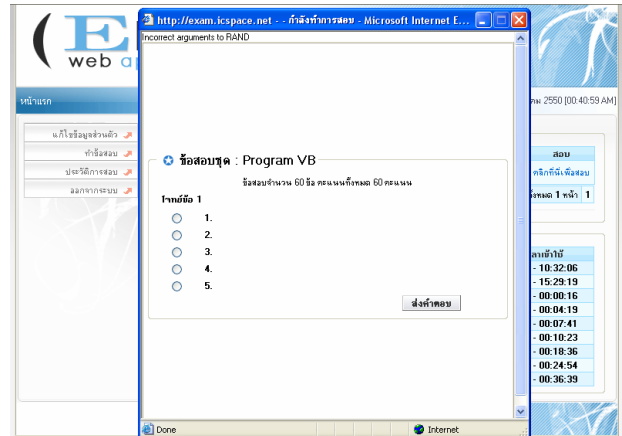 http://exam.icspace.net - - กำลังทำการสอบ - Microsoft Internet E...
Incorrect arguments to RAND
( E
web a
หน้าแรก
คม 2550 [00:40:59 AM]
แก้ไขข้อมูลส่วนตัว
ทำข้อสอบ
ประวัติการสอบ
ออกจากระบบ
ข้อสอบชุด : Program VB
ข้อสอบจำนวน 60 ข้อ คะแนนทั้งหมด 60 คะแนน
โจทย์ข้อ 1
1.
2.
3.
4.
5.
ส่งคำตอบ
สอบ
คลิกที่นี่เพื่อสอบ
ทั้งหมด 1 หน้า 1
ลาเข้าใช้
- 10:32:06
- 15:29:19
- 00:00:16
- 00:04:19
- 00:07:41
- 00:10:23
- 00:18:36
- 00:24:54
- 00:36:39
Done
Internet